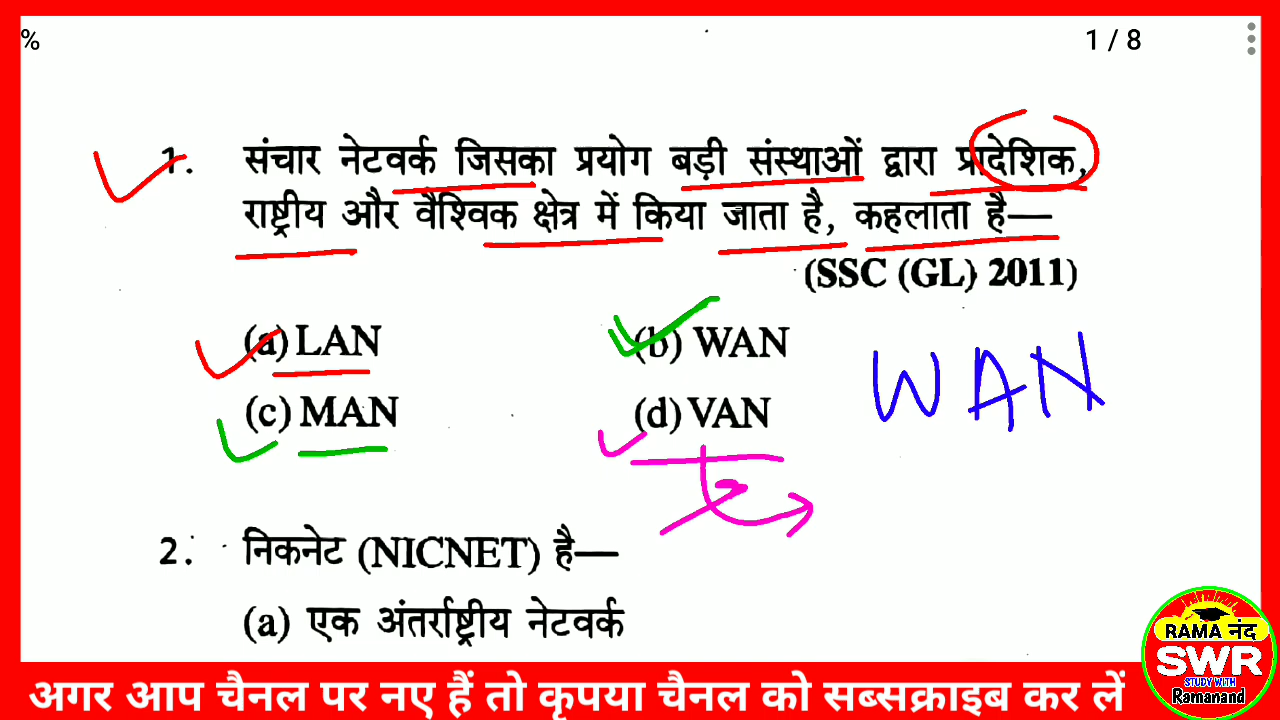 %
1 / 8
1. संचार नेटवर्क जिसका प्रयोग बड़ी संस्थाओं द्वारा प्रादेशिक,
राष्ट्रीय और वैश्विक क्षेत्र में किया जाता है, कहलाता है—
(SSC (GL) 2011)
(a) LAN (b) WAN
(c) MAN (d) VAN
WAN
2. निकनेट (NICNET) है—
(a) एक अंतर्राष्ट्रीय नेटवर्क
RAMA नंद
SWR
STUDY WITH
Ramanand
अगर आप चैनल पर नए हैं तो कृपया चैनल को सब्सक्राइब कर लें